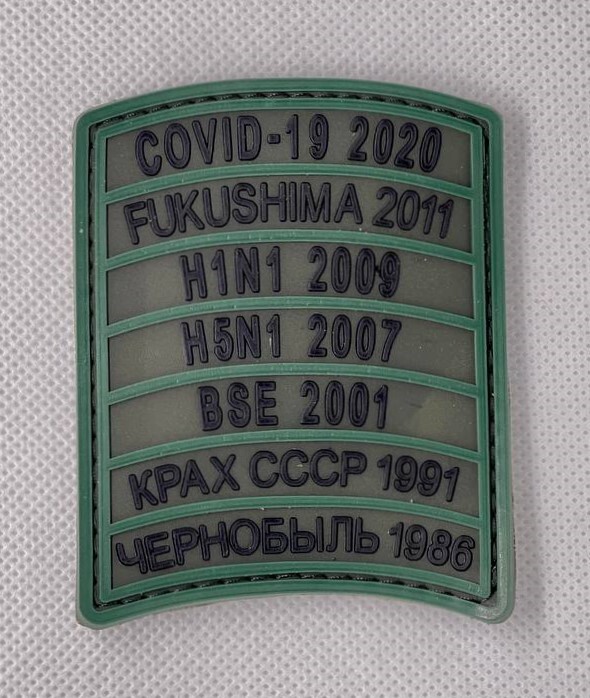 COVID-19 2020
FUKUSHIMA 2011
H1N1 2009
H5N1 2007
BSE 2001
КРАХ СССР 1991
ЧЕРНОБЫЛЬ 1986